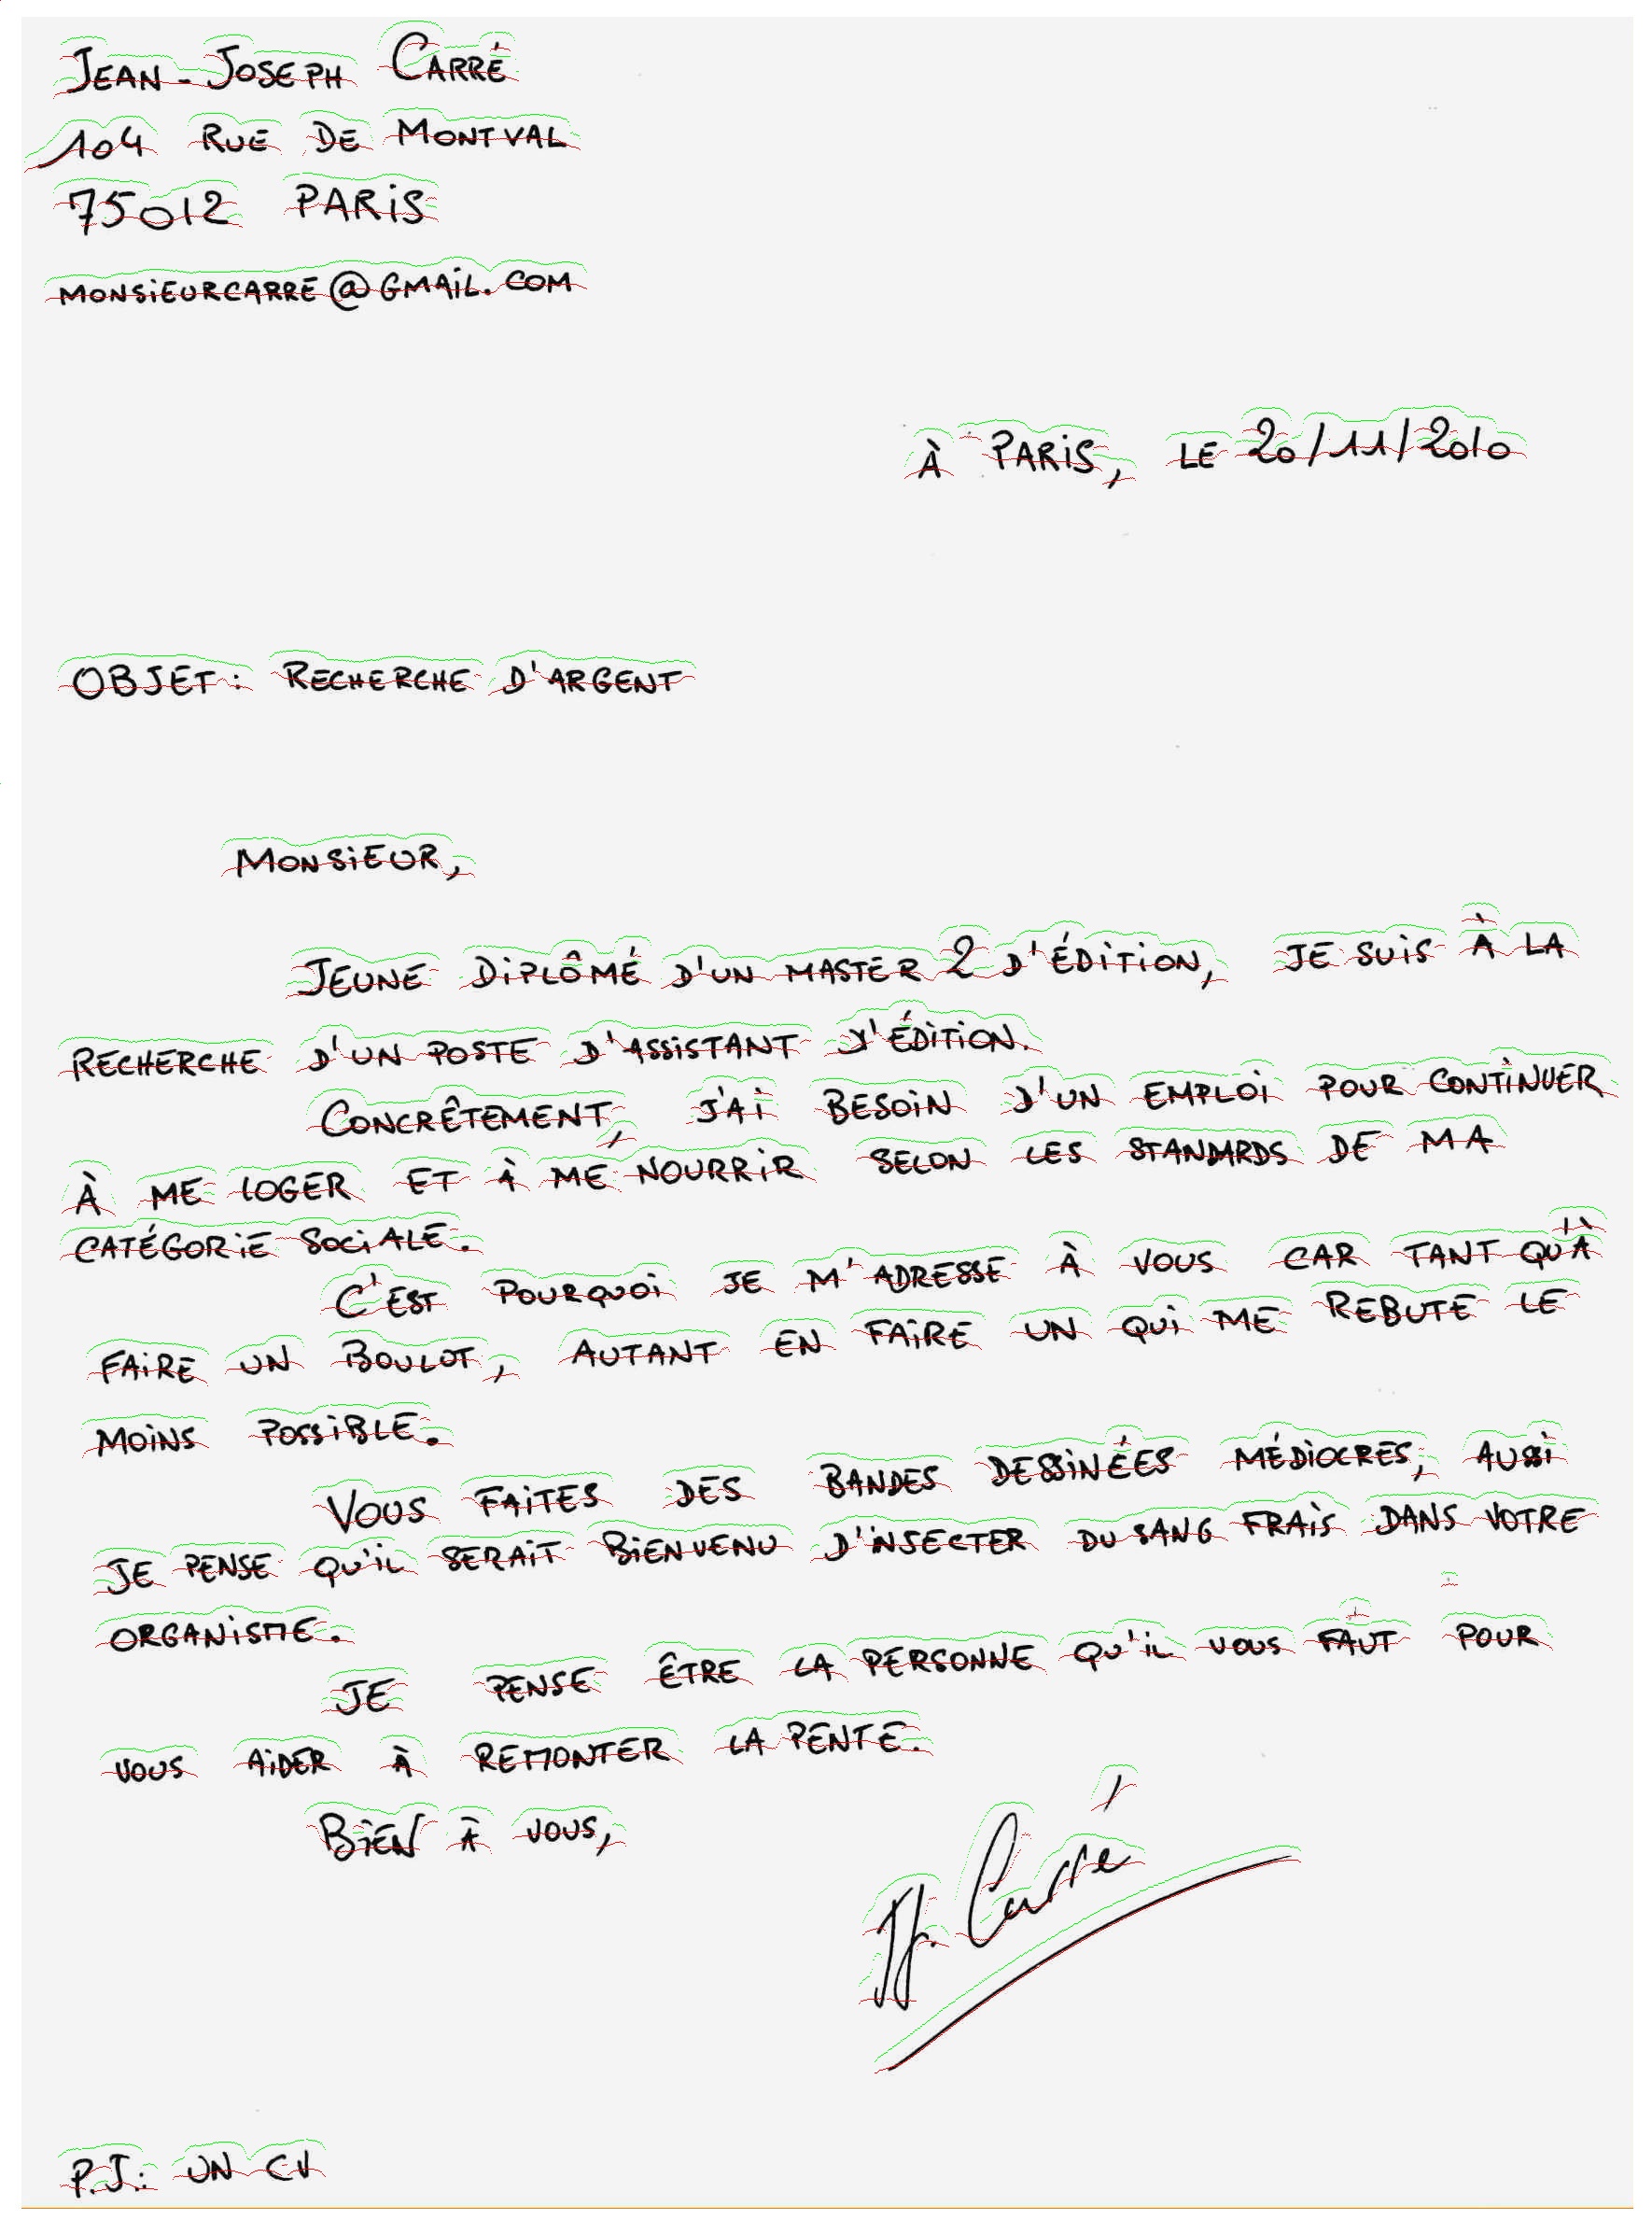 JEAN-JOSEPH CARRÉ
104 RUE DE MONTVAL
75012 PARIS
MONSIEURCARRE@GMAIL.COM
À PARIS, LE 20/11/2010
OBJET: RECHERCHE D'ARGENT
MONSIEUR,
JEUNE DIPLÔMÉ D'UN MASTER 2 D'ÉDITION, JE SUIS À LA
RECHERCHE D'UN POSTE D'ASSISTANT D'ÉDITION.
CONCRÊTEMENT, J'AI BESOIN D'UN EMPLOI POUR CONTINUER
À ME LOGER ET À ME NOURRIR SELON LES STANDARDS DE MA
CATÉGORIE SOCIALE.
C'EST POURQUOI JE M'ADRESSE À VOUS CAR TANT QU'À
FAIRE UN BOULOT, AUTANT EN FAIRE UN QUI ME REBUTE LE
MOINS POSSIBLE.
VOUS FAITES DES BANDES DESSINÉES MÉDIOCRES, AUSSI
JE PENSE QU'IL SERAIT BIENVENU D'INSECTER DU SANG FRAIS DANS VOTRE
ORGANISME.
JE PENSE ÊTRE LA PERSONNE QU'IL VOUS FAUT POUR
VOUS AIDER À REMONTER LA PENTE.
BIEN À VOUS,
JJ. Carré
P.J.: UN CV